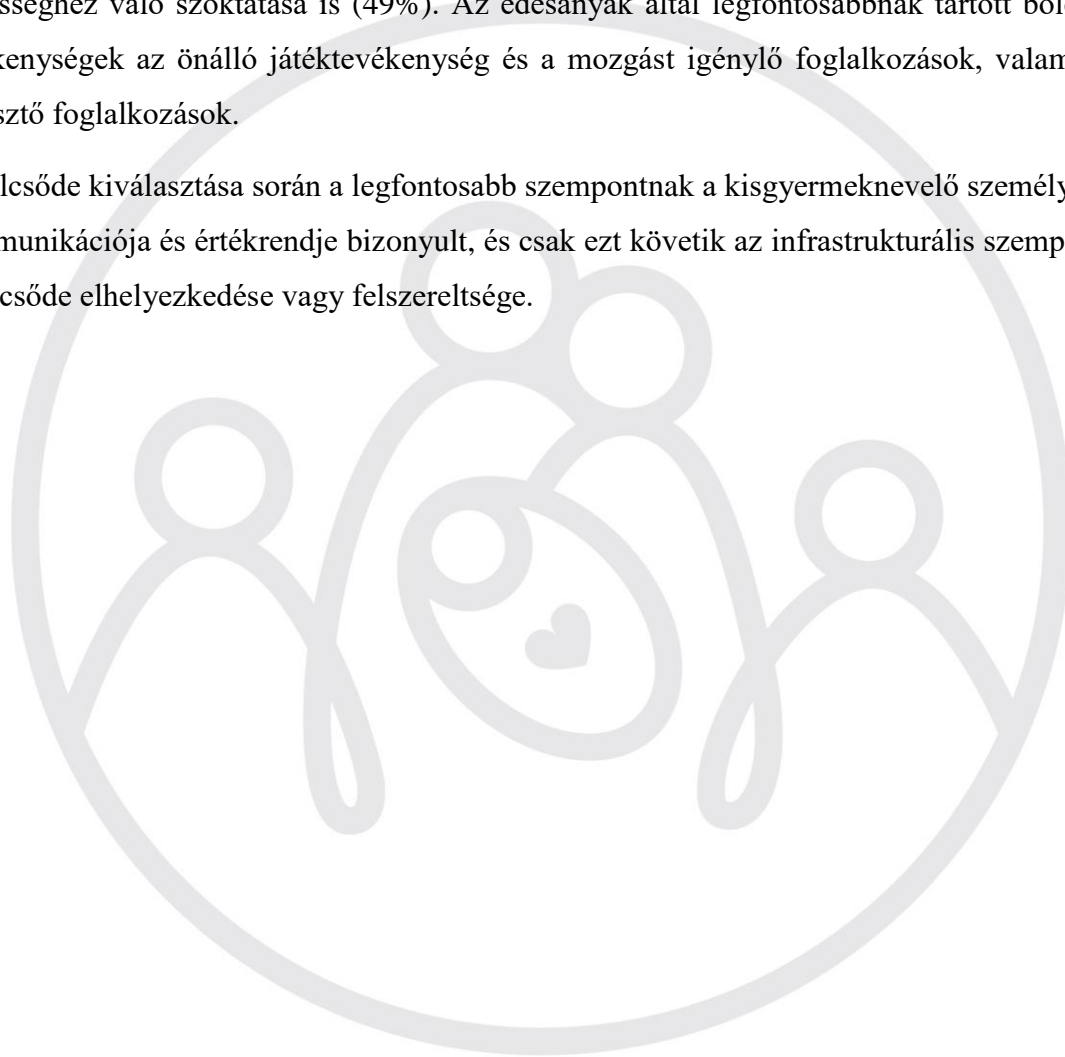 sséghez való szoktatása is (49%). Az édesanyák által legfontosabbnak tartott böl
kenységek az önálló játéktevékenység és a mozgást igénylő foglalkozások, valam
sztő foglalkozások.
lcsőde kiválasztása során a legfontosabb szempontnak a kisgyermeknevelő személy
munikációja és értékrendje bizonyult, és csak ezt követik az infrastrukturális szemp
csőde elhelyezkedése vagy felszereltsége.